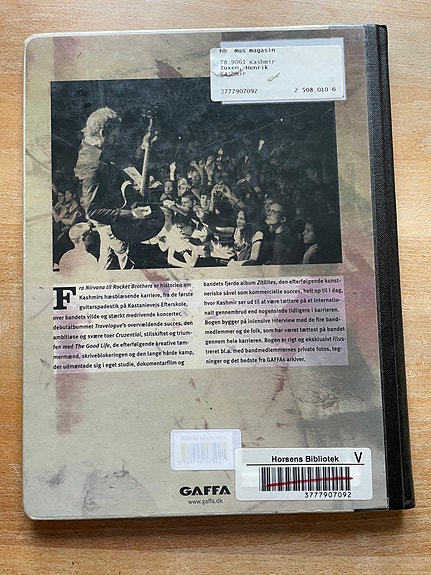 hb mus magasin
78.9061 Kashmir
Tuxen, Henrik
Kashmir
3777907092 2 508 010 6
Fra Nirvana til Rocket Brothers er historien om
Kashmirs hæsblæsende karriere, fra de første
guitarspadestik på Kastanievejs Efterskole,
over bandets vilde og stærkt medrivende koncerter,
debutalbummet Travelogue's overvældende succes, den
ambitiøse og svære toer Cruzential, stilskiftet og trium-
fen med The Good Life, de efterfølgende kreative tøm-
mermænd, skriveblokeringen og den lange hårde kamp,
der udmøntede sig i eget studie, dokumentarfilm og
bandets fjerde album Zitilites, den efterfølgende kunst-
neriske såvel som kommercielle succes, helt op til i dag,
hvor Kashmir ser ud til at være tættere på et internatio-
nalt gennembrud end nogensinde tidligere i karrieren.
Bogen bygger på intensive interview med de fire band-
medlemmer og de folk, som har været tættest på bandet
gennem hele karrieren. Bogen er rigt og eksklusivt illus-
treret bl.a. med bandmedlemmernes private fotos, teg-
ninger og det bedste fra GAFFAs arkiver.
GAFFA
www.gaffa.dk
Horsens Bibliotek V
3777907092